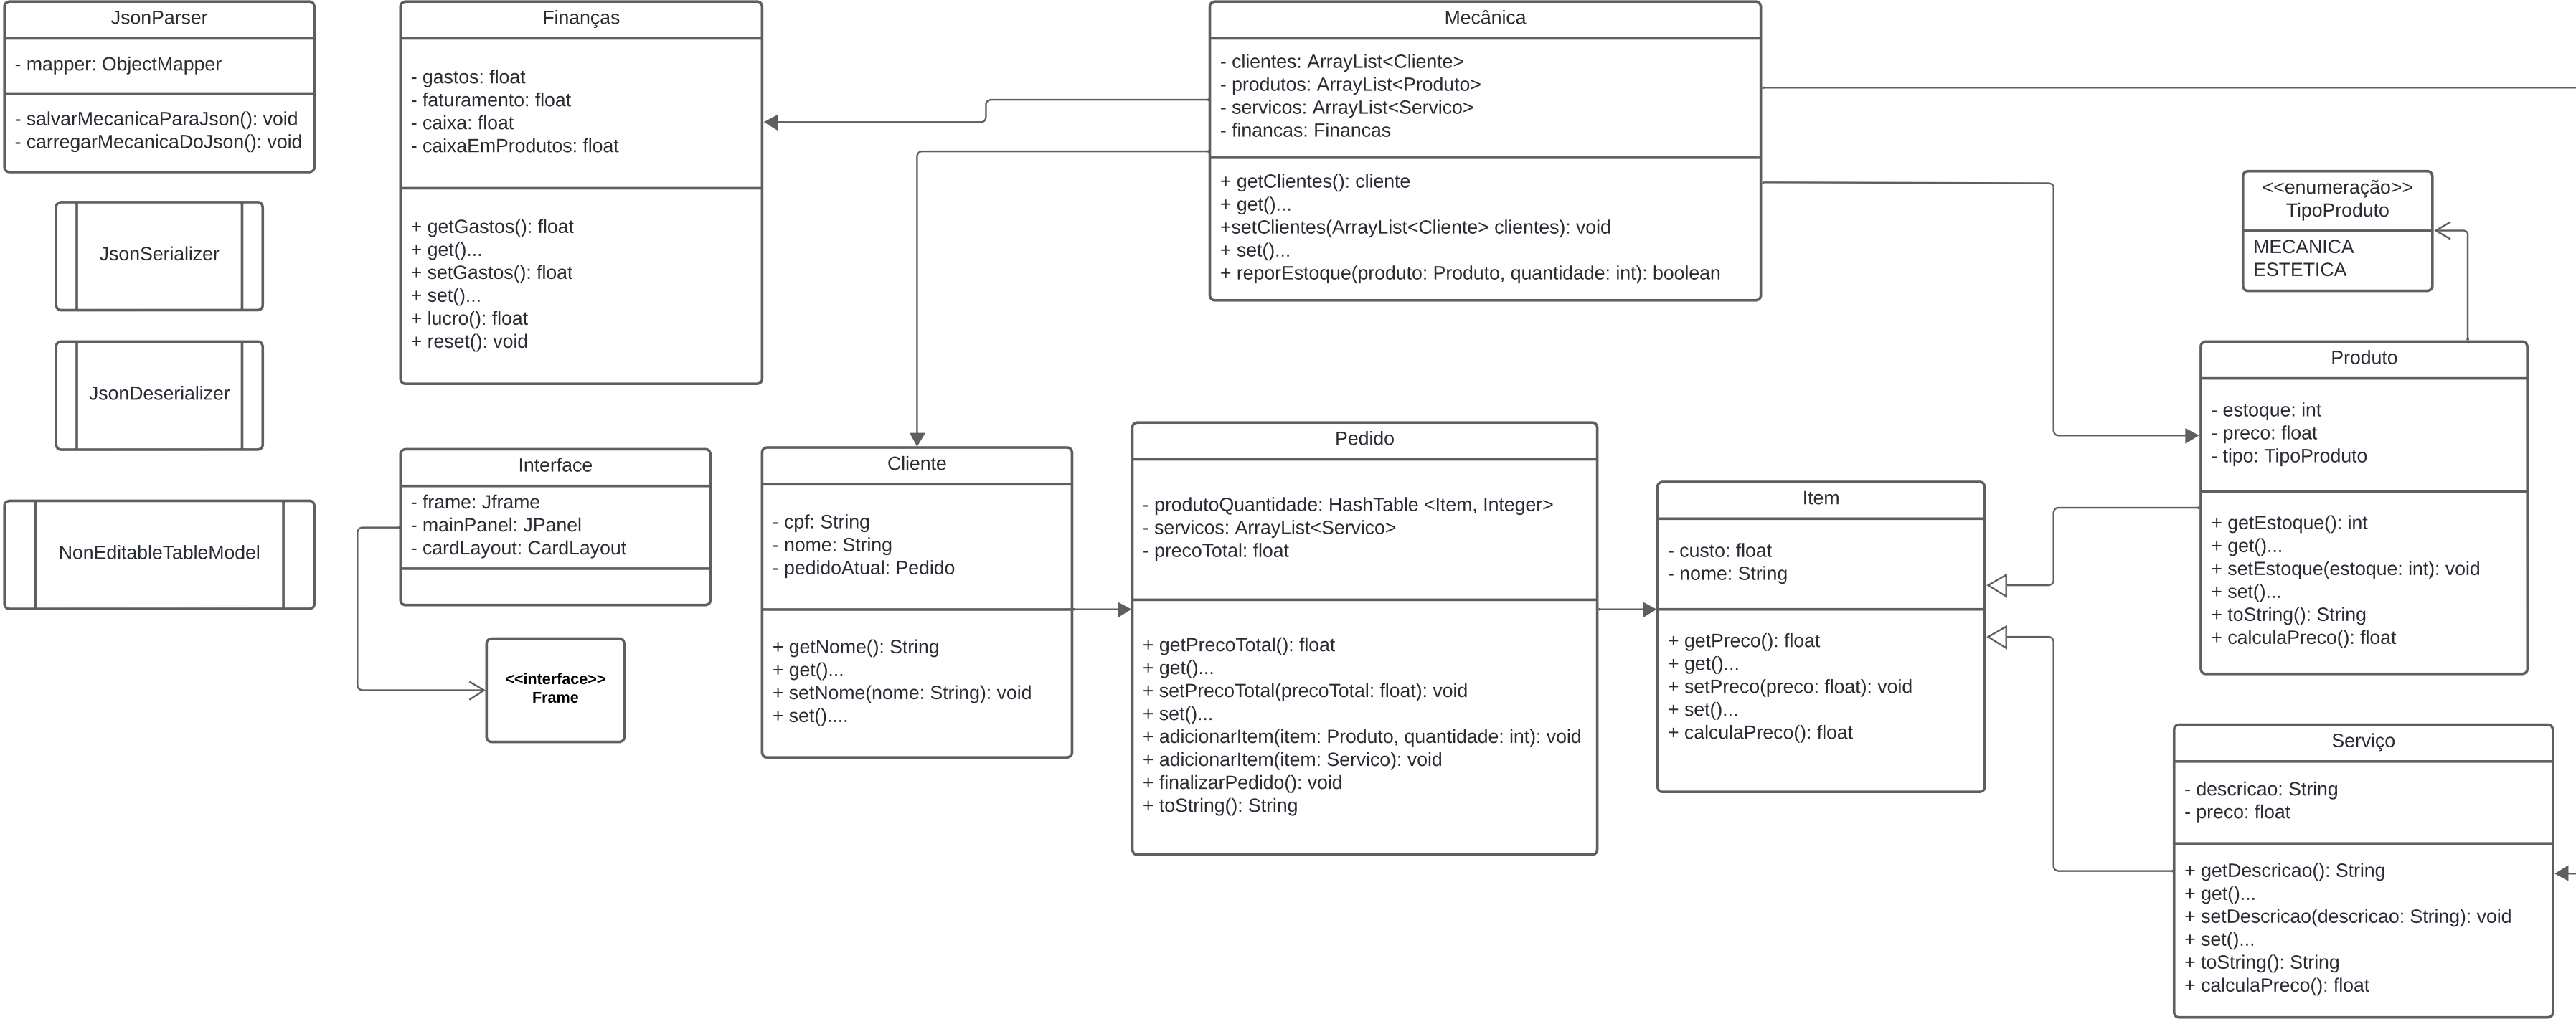 JsonParser
- mapper: ObjectMapper
- salvarMecanicaParaJson(): void
- carregarMecanicaDoJson(): void
JsonSerializer
JsonDeserializer
NonEditableTableModel
Finanças
- gastos: float
- faturamento: float
- caixa: float
- caixaEmProdutos: float
+ getGastos(): float
+ get()...
+ setGastos(): float
+ set()...
+ lucro(): float
+ reset(): void
Interface
- frame: Jframe
- mainPanel: JPanel
- cardLayout: CardLayout
<<interface>>
Frame
Mecânica
- clientes: ArrayList<Cliente>
- produtos: ArrayList<Produto>
- servicos: ArrayList<Servico>
- financas: Financas
+ getClientes(): cliente
+ get()...
+setClientes(ArrayList<Cliente> clientes): void
+ set()...
+ reporEstoque(produto: Produto, quantidade: int): boolean
Cliente
- cpf: String
- nome: String
- pedidoAtual: Pedido
+ getNome(): String
+ get()...
+ setNome(nome: String): void
+ set()....
Pedido
- produtoQuantidade: HashTable <Item, Integer>
- servicos: ArrayList<Servico>
- precoTotal: float
+ getPrecoTotal(): float
+ get()...
+ setPrecoTotal(precoTotal: float): void
+ set()...
+ adicionarItem(item: Produto, quantidade: int): void
+ adicionarItem(item: Servico): void
+ finalizarPedido(): void
+ toString(): String
Item
- custo: float
- nome: String
+ getPreco(): float
+ get()...
+ setPreco(preco: float): void
+ set()...
+ calculaPreco(): float
<<enumeração>>
TipoProduto
MECANICA
ESTETICA
Produto
- estoque: int
- preco: float
- tipo: TipoProduto
+ getEstoque(): int
+ get()...
+ setEstoque(estoque: int): void
+ set()...
+ toString(): String
+ calculaPreco(): float
Serviço
- descricao: String
- preco: float
+ getDescricao(): String
+ get()...
+ setDescricao(descricao: String): void
+ set()...
+ toString(): String
+ calculaPreco(): float